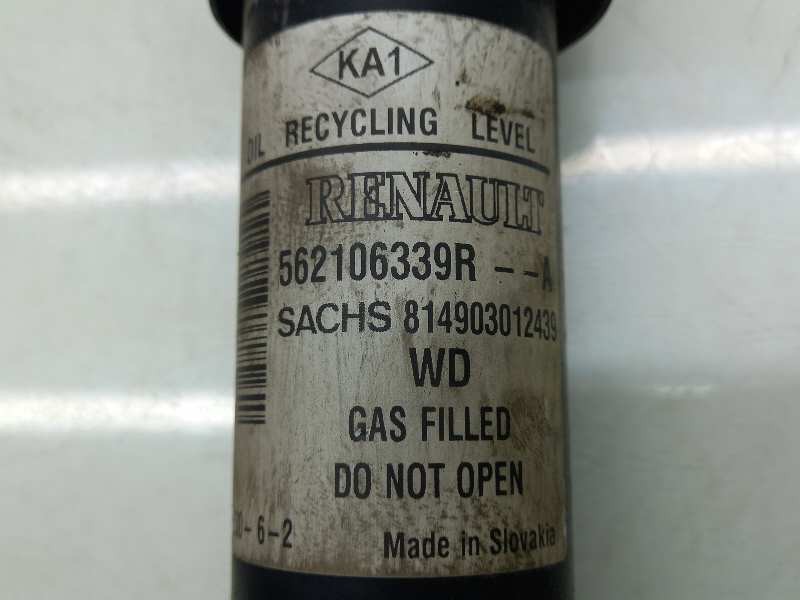 KA1
OIL RECYCLING LEVEL
RENAULT
562106339R --A
SACHS 814903012439
WD
GAS FILLED
DO NOT OPEN
-6-2
Made in Slovakia